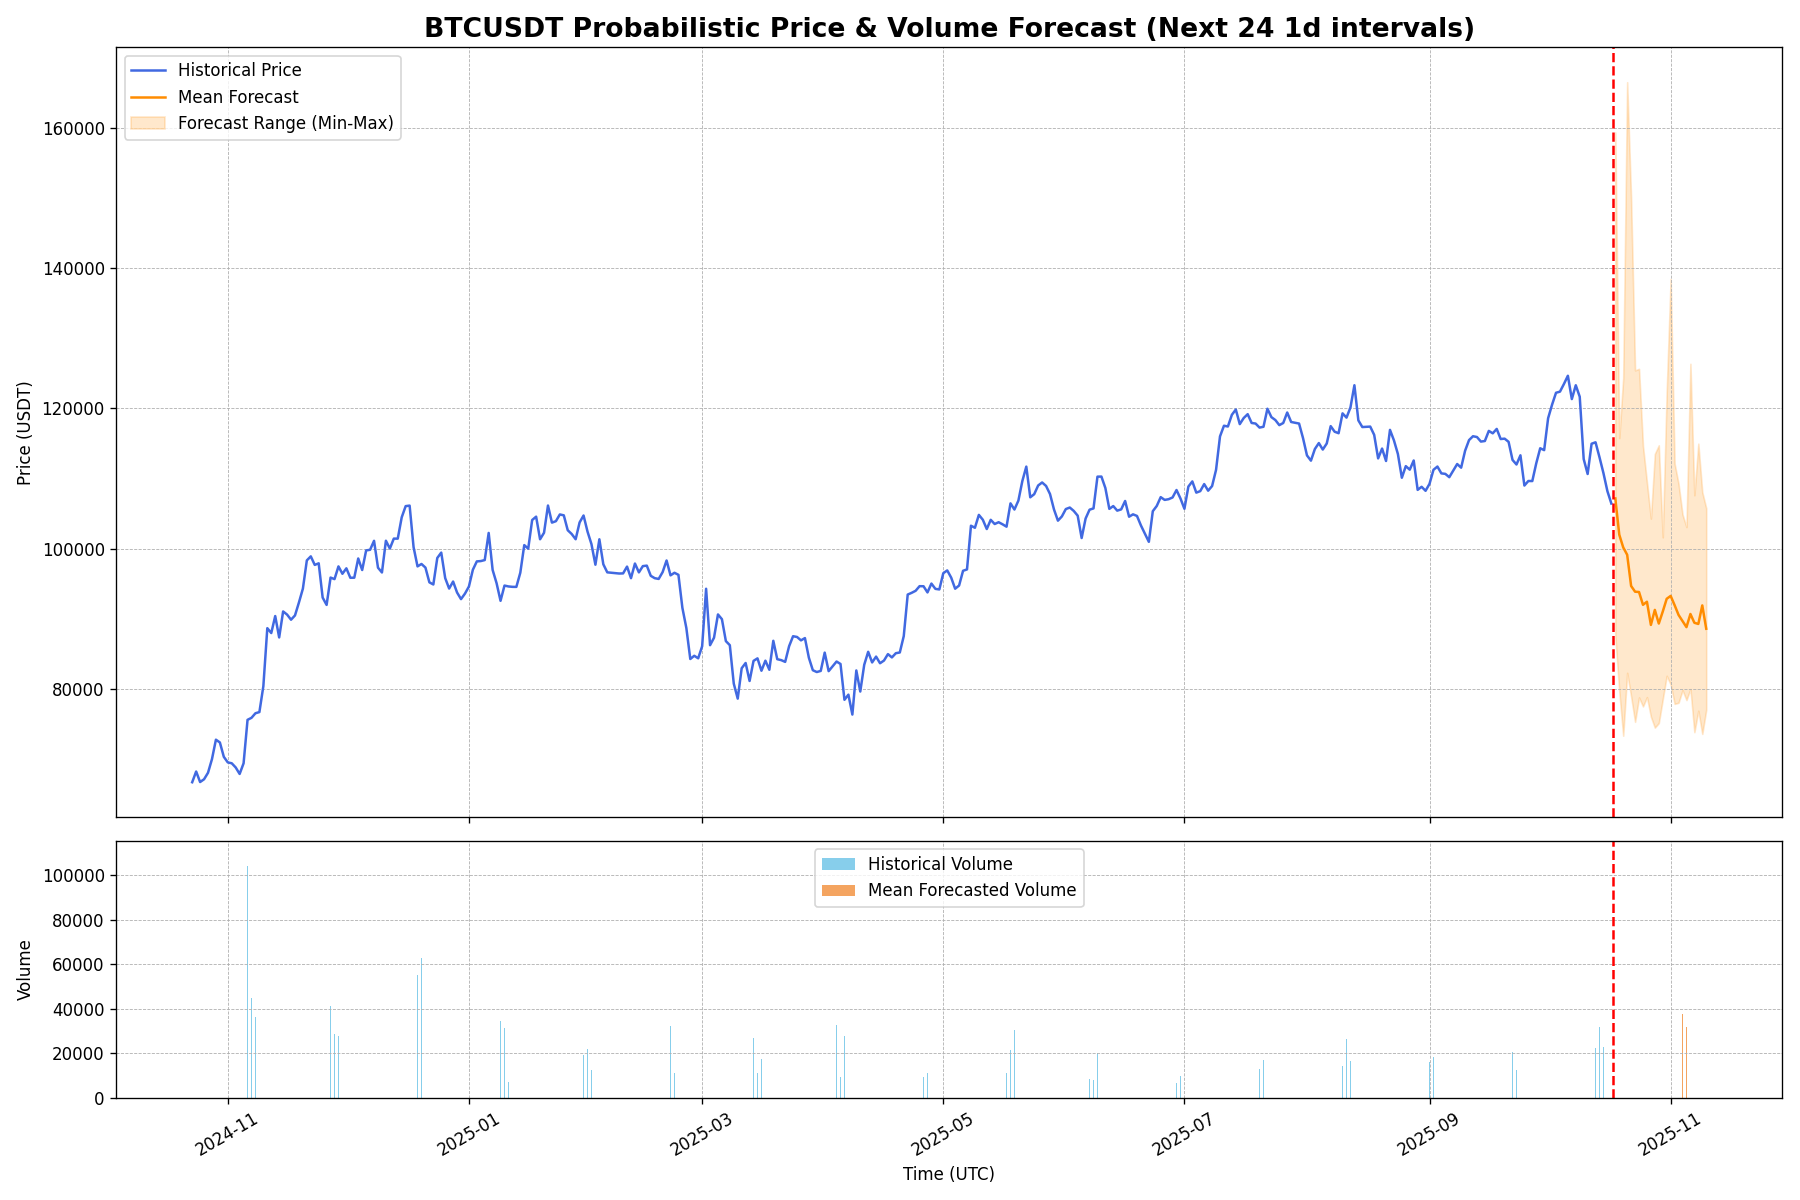 BTCUSDT Probabilistic Price & Volume Forecast (Next 24 1d intervals)
Historical Price
Mean Forecast
Forecast Range (Min-Max)
Price (USDT)
160000
140000
120000
100000
80000
Historical Volume
Mean Forecasted Volume
Volume
100000
80000
60000
40000
20000
0
2024-11
2025-01
2025-03
2025-05
2025-07
2025-09
2025-11
Time (UTC)